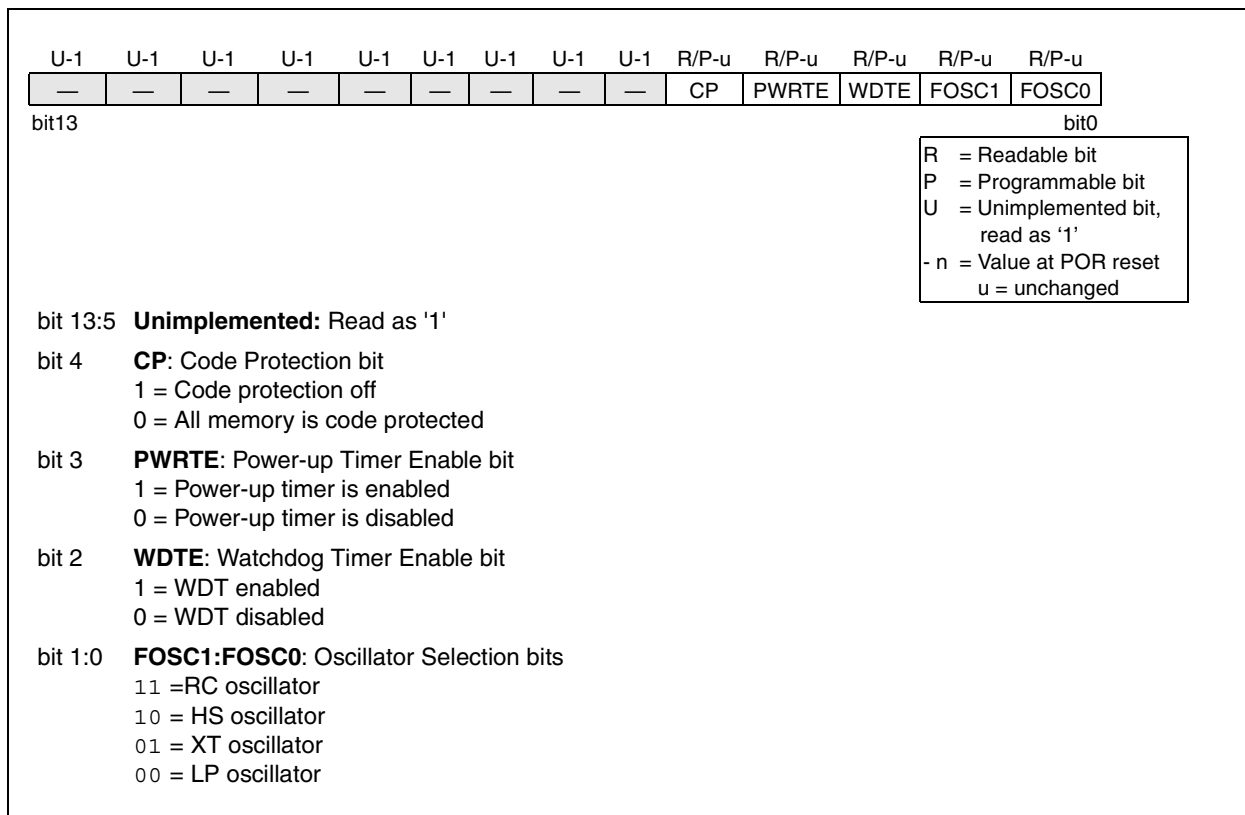 U-1 U-1 U-1 U-1 U-1 U-1 U-1 U-1 U-1 R/P-u R/P-u R/P-u R/P-u R/P-u
— — — — — — — — — CP PWRTE WDTE FOSC1 FOSC0
bit13 bit0
R = Readable bit
P = Programmable bit
U = Unimplemented bit,
read as ‘1’
- n = Value at POR reset
u = unchanged
bit 13:5 Unimplemented: Read as '1'
bit 4 CP: Code Protection bit
1 = Code protection off
0 = All memory is code protected
bit 3 PWRTE: Power-up Timer Enable bit
1 = Power-up timer is enabled
0 = Power-up timer is disabled
bit 2 WDTE: Watchdog Timer Enable bit
1 = WDT enabled
0 = WDT disabled
bit 1:0 FOSC1:FOSC0: Oscillator Selection bits
11 =RC oscillator
10 = HS oscillator
01 = XT oscillator
00 = LP oscillator